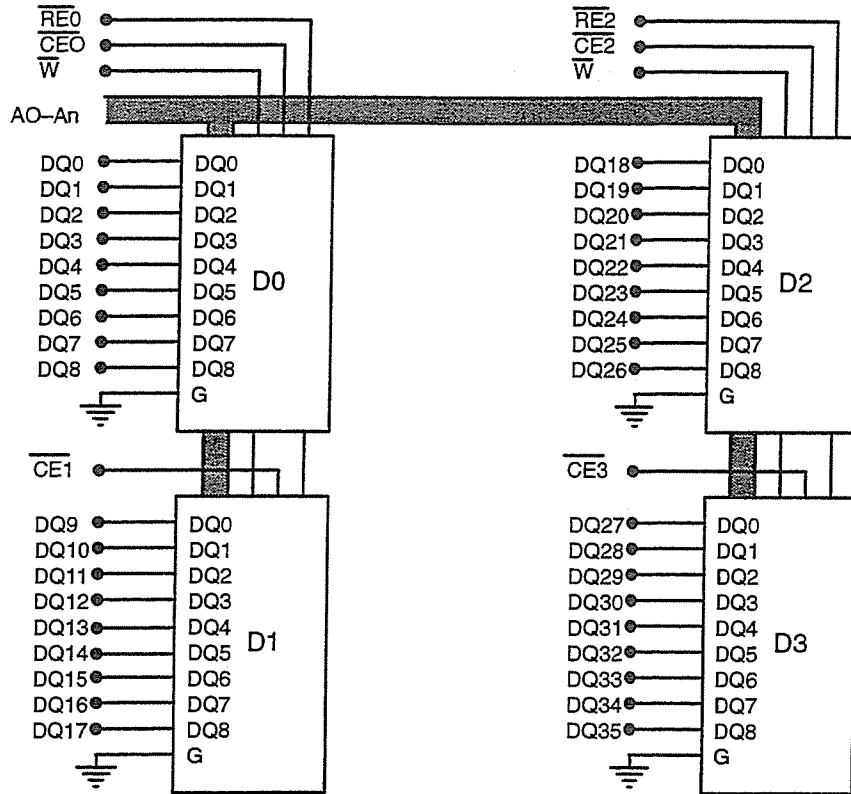 RE0
CEO
W
AO–An
DQ0 DQ0
DQ1 DQ1
DQ2 DQ2
DQ3 DQ3
DQ4 DQ4
DQ5 DQ5
DQ6 DQ6
DQ7 DQ7
DQ8 DQ8
G
D0
CE1
DQ9 DQ0
DQ10 DQ1
DQ11 DQ2
DQ12 DQ3
DQ13 DQ4
DQ14 DQ5
DQ15 DQ6
DQ16 DQ7
DQ17 DQ8
G
D1
RE2
CE2
W
DQ18 DQ0
DQ19 DQ1
DQ20 DQ2
DQ21 DQ3
DQ22 DQ4
DQ23 DQ5
DQ24 DQ6
DQ25 DQ7
DQ26 DQ8
G
D2
CE3
DQ27 DQ0
DQ28 DQ1
DQ29 DQ2
DQ30 DQ3
DQ31 DQ4
DQ32 DQ5
DQ33 DQ6
DQ34 DQ7
DQ35 DQ8
G
D3